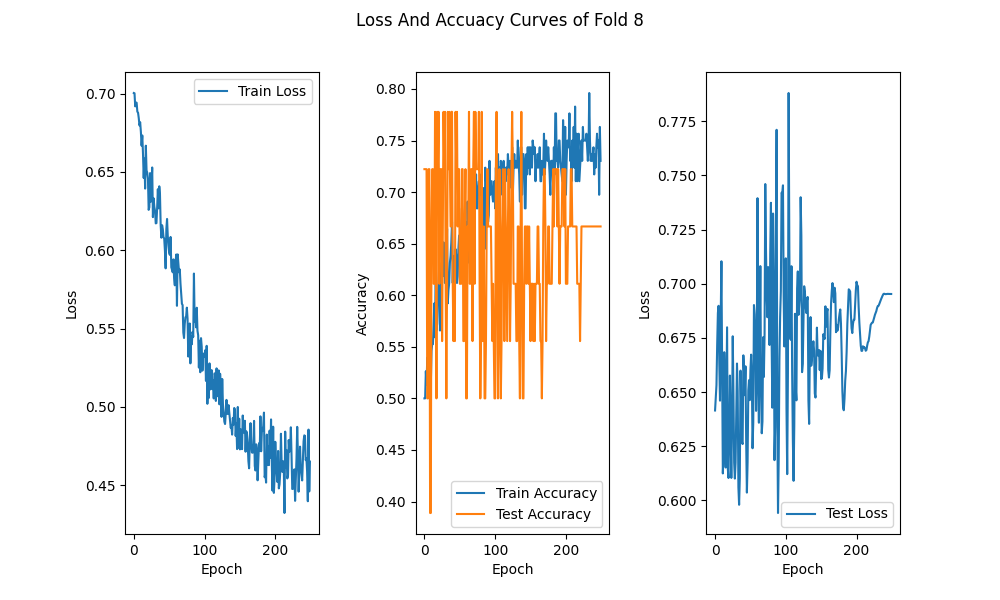 Loss And Accuacy Curves of Fold 8
Loss
0.70
0.65
0.60
0.55
0.50
0.45
Train Loss
0 100 200
Epoch
Accuracy
0.80
0.75
0.70
0.65
0.60
0.55
0.50
0.45
0.40
Train Accuracy
Test Accuracy
0 100 200
Epoch
Loss
0.775
0.750
0.725
0.700
0.675
0.650
0.625
0.600
Test Loss
0 100 200
Epoch